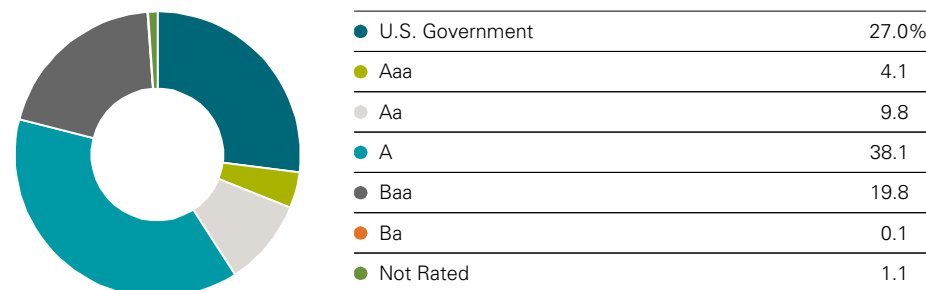 U.S. Government 27.0%
Aaa 4.1
Aa 9.8
A 38.1
Baa 19.8
Ba 0.1
Not Rated 1.1